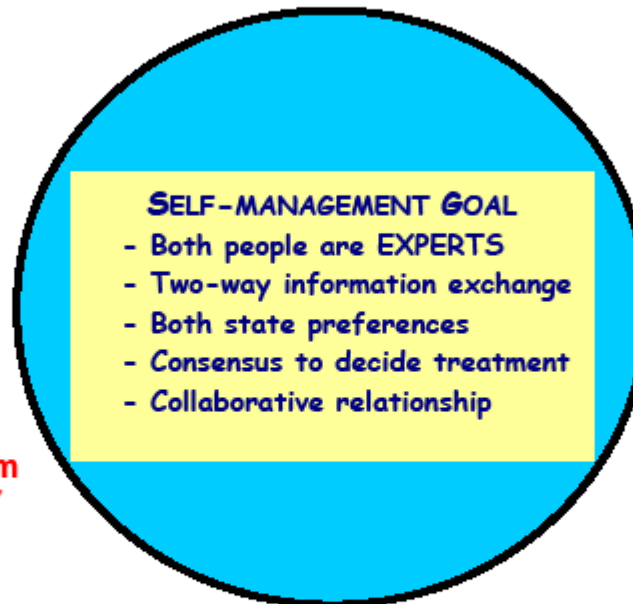 SELF-MANAGEMENT GOAL
- Both people are EXPERTS
- Two-way information exchange
- Both state preferences
- Consensus to decide treatment
- Collaborative relationship